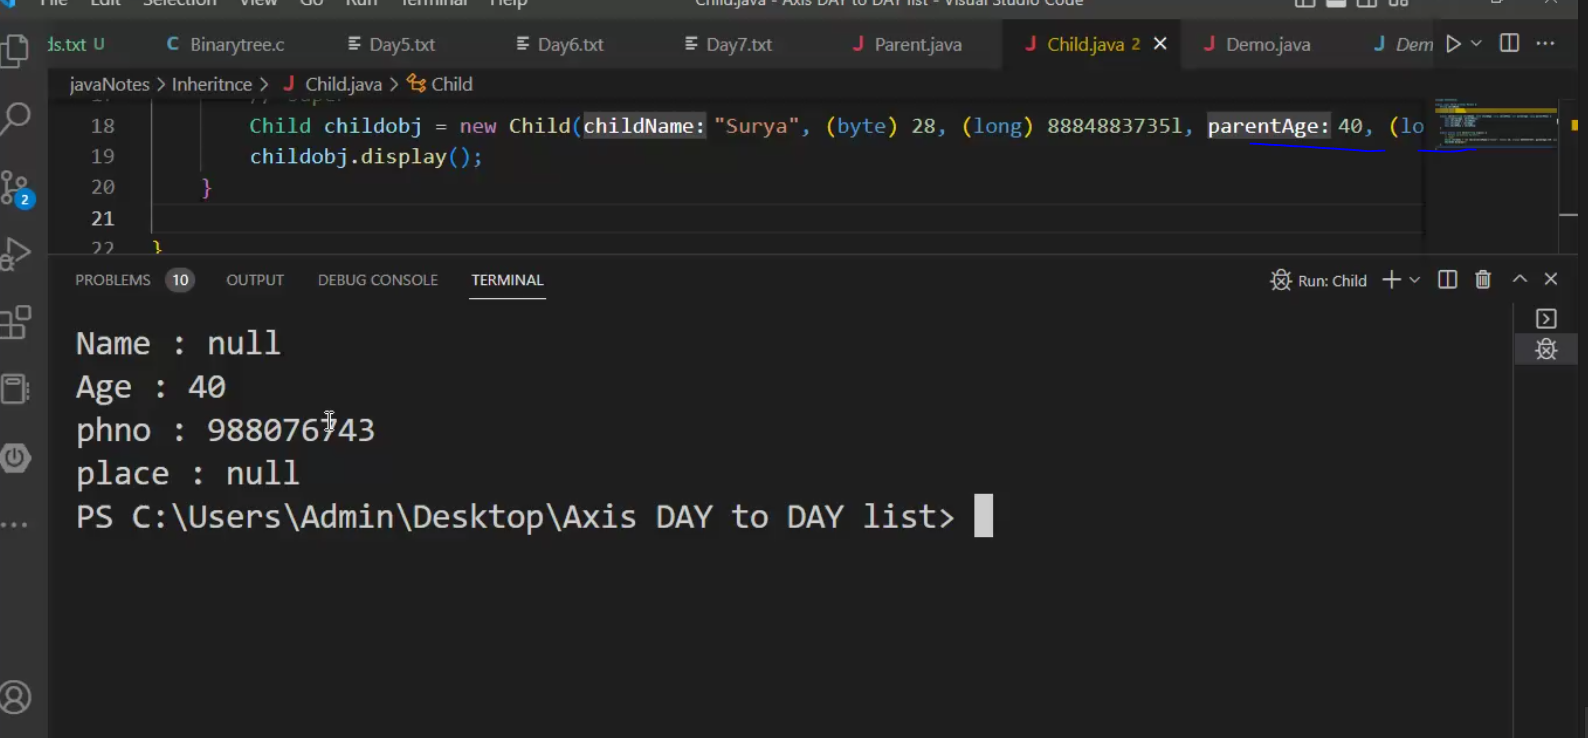 File Edit Selection View Go Run Terminal Help Child.java - Axis DAY to DAY list - Visual Studio Code
ds.txt U Binarytree.c Day5.txt Day6.txt Day7.txt Parent.java Child.java 2 Demo.java Dem
javaNotes > Inheritnce > Child.java > Child
17 // super
18 Child childobj = new Child(childName: "Surya", (byte) 28, (long) 8884883735l, parentAge: 40, (lo
19 childobj.display();
20 }
21
22 }
2
PROBLEMS 10 OUTPUT DEBUG CONSOLE TERMINAL Run: Child
Name : null
Age : 40
phno : 988076743
place : null
PS C:\Users\Admin\Desktop\Axis DAY to DAY list>